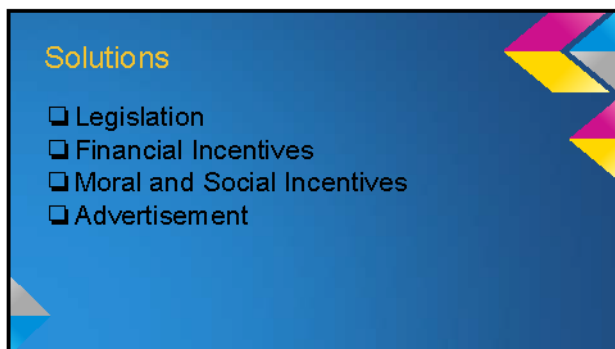 Solutions
❑ Legislation
❑ Financial Incentives
❑ Moral and Social Incentives
❑ Advertisement